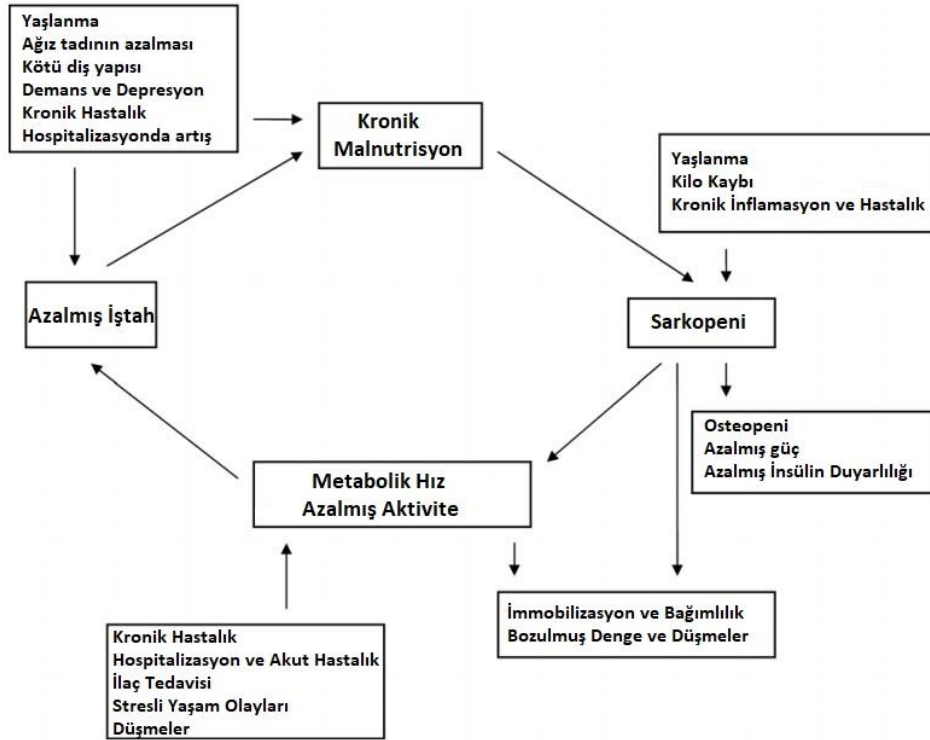 Yaşlanma
Ağız tadının azalması
Kötü diş yapısı
Demans ve Depresyon
Kronik Hastalık
Hospitalizasyonda artış
Kronik
Malnutrisyon
Yaşlanma
Kilo Kaybı
Kronik İnflamasyon ve Hastalık
Azalmış İştah
Sarkopeni
Osteopeni
Azalmış güç
Azalmış İnsülin Duyarlılığı
Metabolik Hız
Azalmış Aktivite
İmmobilizasyon ve Bağımlılık
Bozulmuş Denge ve Düşmeler
Kronik Hastalık
Hospitalizasyon ve Akut Hastalık
İlaç Tedavisi
Stresli Yaşam Olayları
Düşmeler